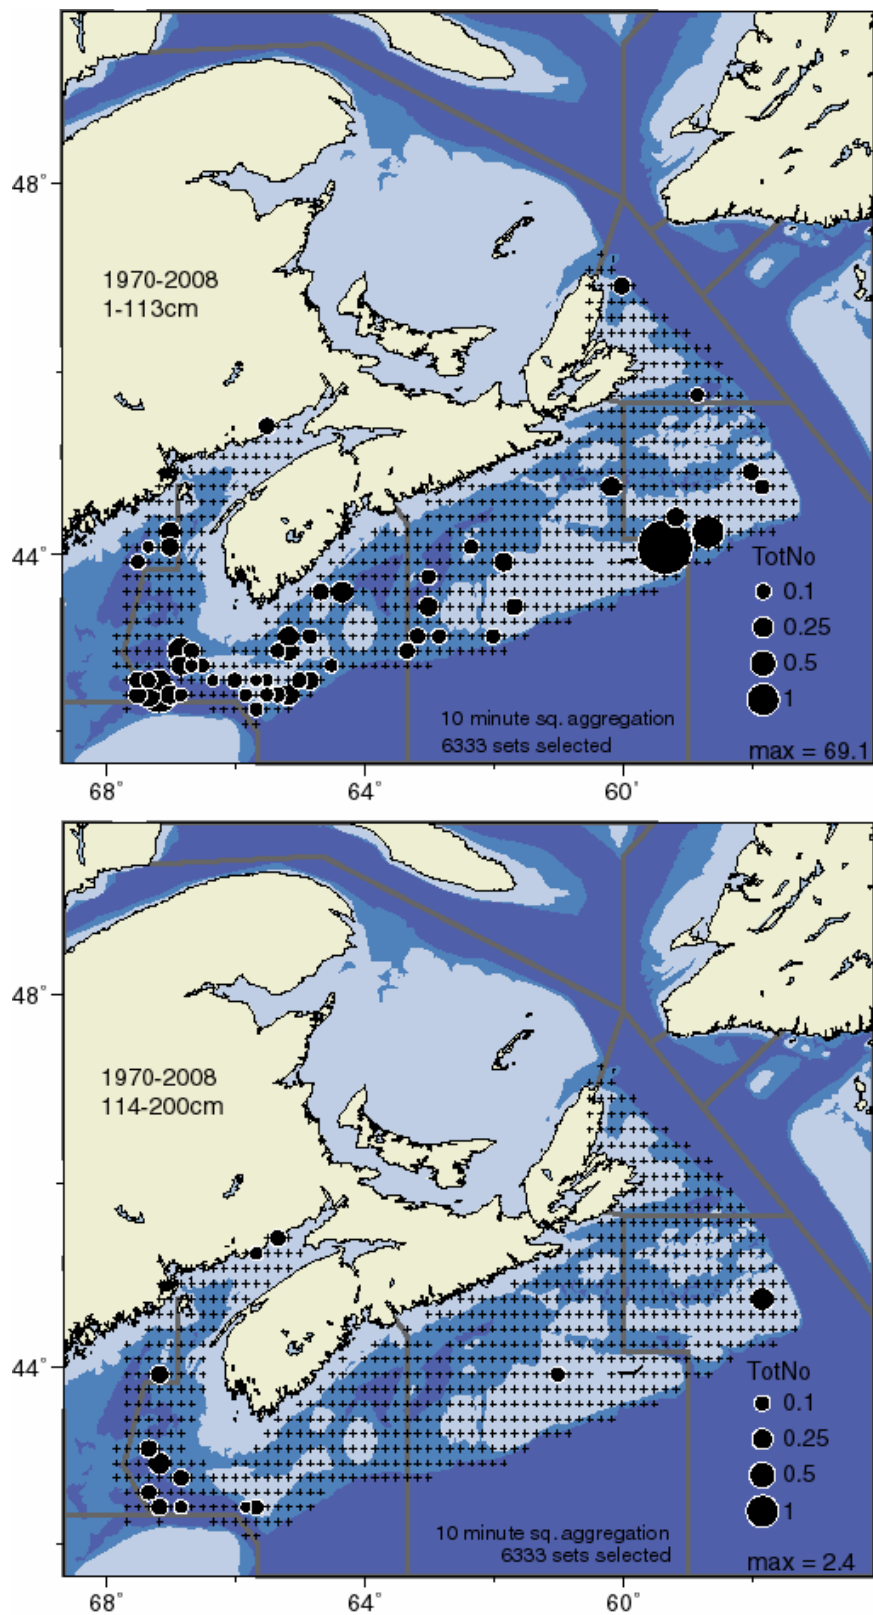 48°
1970-2008
1-113cm
44°
TotNo
0.1
0.25
0.5
1
10 minute sq. aggregation
6333 sets selected
max = 69.1
68° 64° 60°
48°
1970-2008
114-200cm
44°
TotNo
0.1
0.25
0.5
1
10 minute sq. aggregation
6333 sets selected
max = 2.4
68° 64° 60°